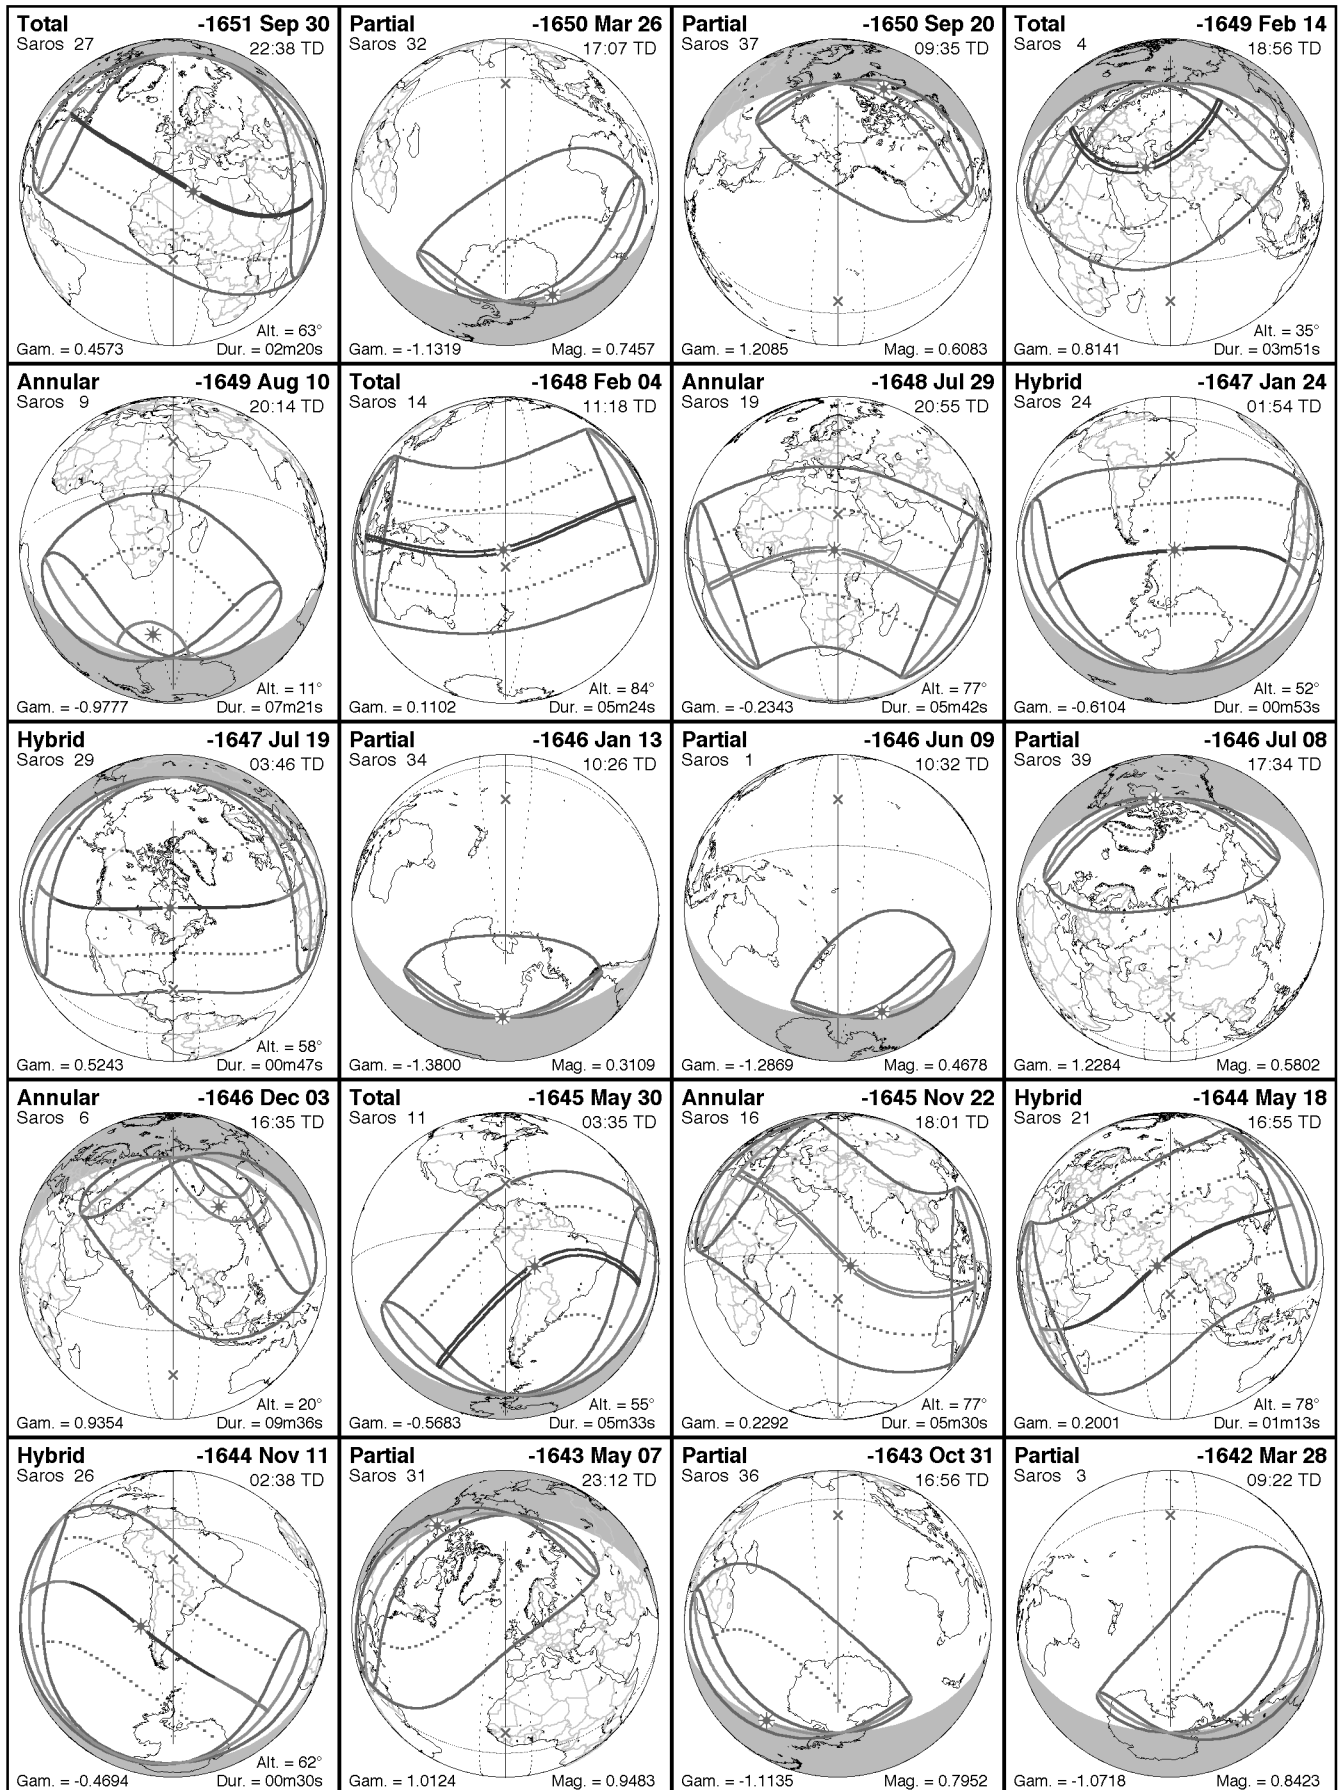 Total -1651 Sep 30
Saros 27 22:38 TD
Alt. = 63°
Gam. = 0.4573 Dur. = 02m20s
Partial -1650 Mar 26
Saros 32 17:07 TD
Gam. = -1.1319 Mag. = 0.7457
Partial -1650 Sep 20
Saros 37 09:35 TD
Gam. = 1.2085 Mag. = 0.6083
Total -1649 Feb 14
Saros 4 18:56 TD
Alt. = 35°
Gam. = 0.8141 Dur. = 03m51s
Annular -1649 Aug 10
Saros 9 20:14 TD
Alt. = 11°
Gam. = -0.9777 Dur. = 07m21s
Total -1648 Feb 04
Saros 14 11:18 TD
Alt. = 84°
Gam. = 0.1102 Dur. = 05m24s
Annular -1648 Jul 29
Saros 19 20:55 TD
Alt. = 77°
Gam. = -0.2343 Dur. = 05m42s
Hybrid -1647 Jan 24
Saros 24 01:54 TD
Alt. = 52°
Gam. = -0.6104 Dur. = 00m53s
Hybrid -1647 Jul 19
Saros 29 03:46 TD
Alt. = 58°
Gam. = 0.5243 Dur. = 00m47s
Partial -1646 Jan 13
Saros 34 10:26 TD
Gam. = -1.3800 Mag. = 0.3109
Partial -1646 Jun 09
Saros 1 10:32 TD
Gam. = -1.2869 Mag. = 0.4678
Partial -1646 Jul 08
Saros 39 17:34 TD
Gam. = 1.2284 Mag. = 0.5802
Annular -1646 Dec 03
Saros 6 16:35 TD
Alt. = 20°
Gam. = 0.9354 Dur. = 09m36s
Total -1645 May 30
Saros 11 03:35 TD
Alt. = 55°
Gam. = -0.5683 Dur. = 05m33s
Annular -1645 Nov 22
Saros 16 18:01 TD
Alt. = 77°
Gam. = 0.2292 Dur. = 05m30s
Hybrid -1644 May 18
Saros 21 16:55 TD
Alt. = 78°
Gam. = 0.2001 Dur. = 01m13s
Hybrid -1644 Nov 11
Saros 26 02:38 TD
Alt. = 62°
Gam. = -0.4694 Dur. = 00m30s
Partial -1643 May 07
Saros 31 23:12 TD
Gam. = 1.0124 Mag. = 0.9483
Partial -1643 Oct 31
Saros 36 16:56 TD
Gam. = -1.1135 Mag. = 0.7952
Partial -1642 Mar 28
Saros 3 09:22 TD
Gam. = -1.0718 Mag. = 0.8423